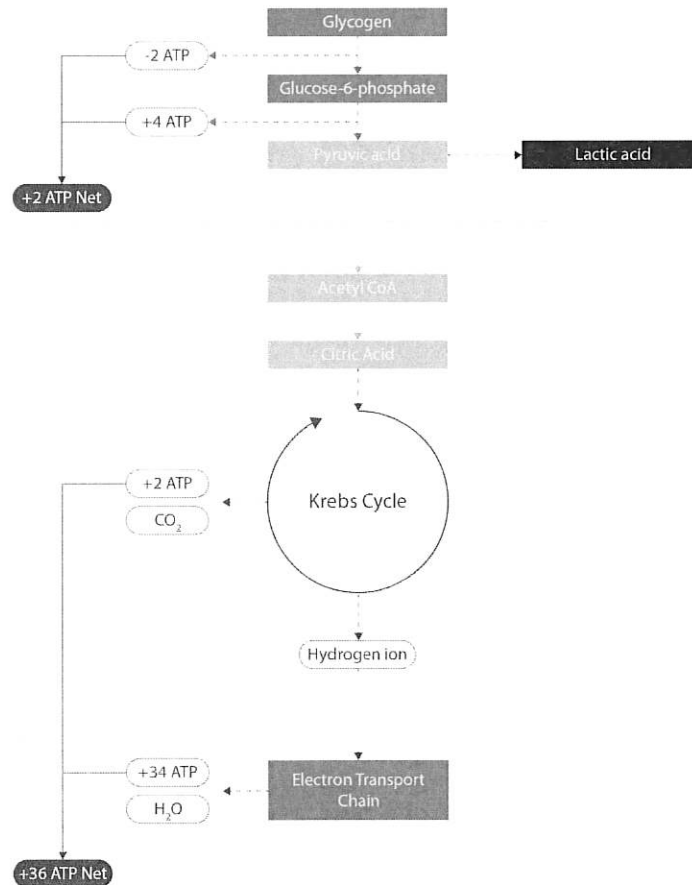 Glycogen
-2 ATP
Glucose-6-phosphate
+4 ATP
Pyruvic acid
Lactic acid
+2 ATP Net
Acetyl CoA
Citric Acid
+2 ATP
Krebs Cycle
CO₂
Hydrogen ion
+34 ATP
Electron Transport
Chain
H₂O
+36 ATP Net